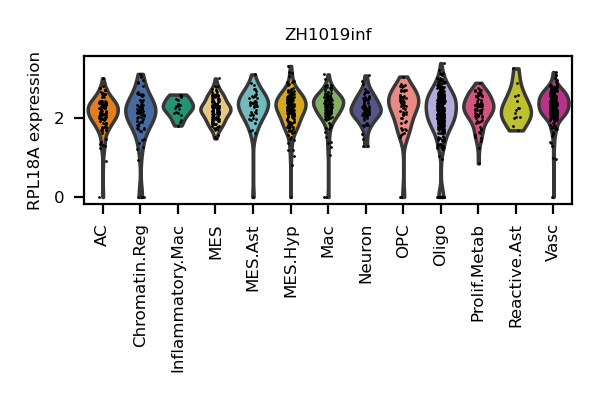 ZH1019inf
RPL18A expression
2
0
AC
Chromatin.Reg
Inflammatory.Mac
MES
MES.Ast
MES.Hyp
Mac
Neuron
OPC
Oligo
Prolif.Metab
Reactive.Ast
Vasc